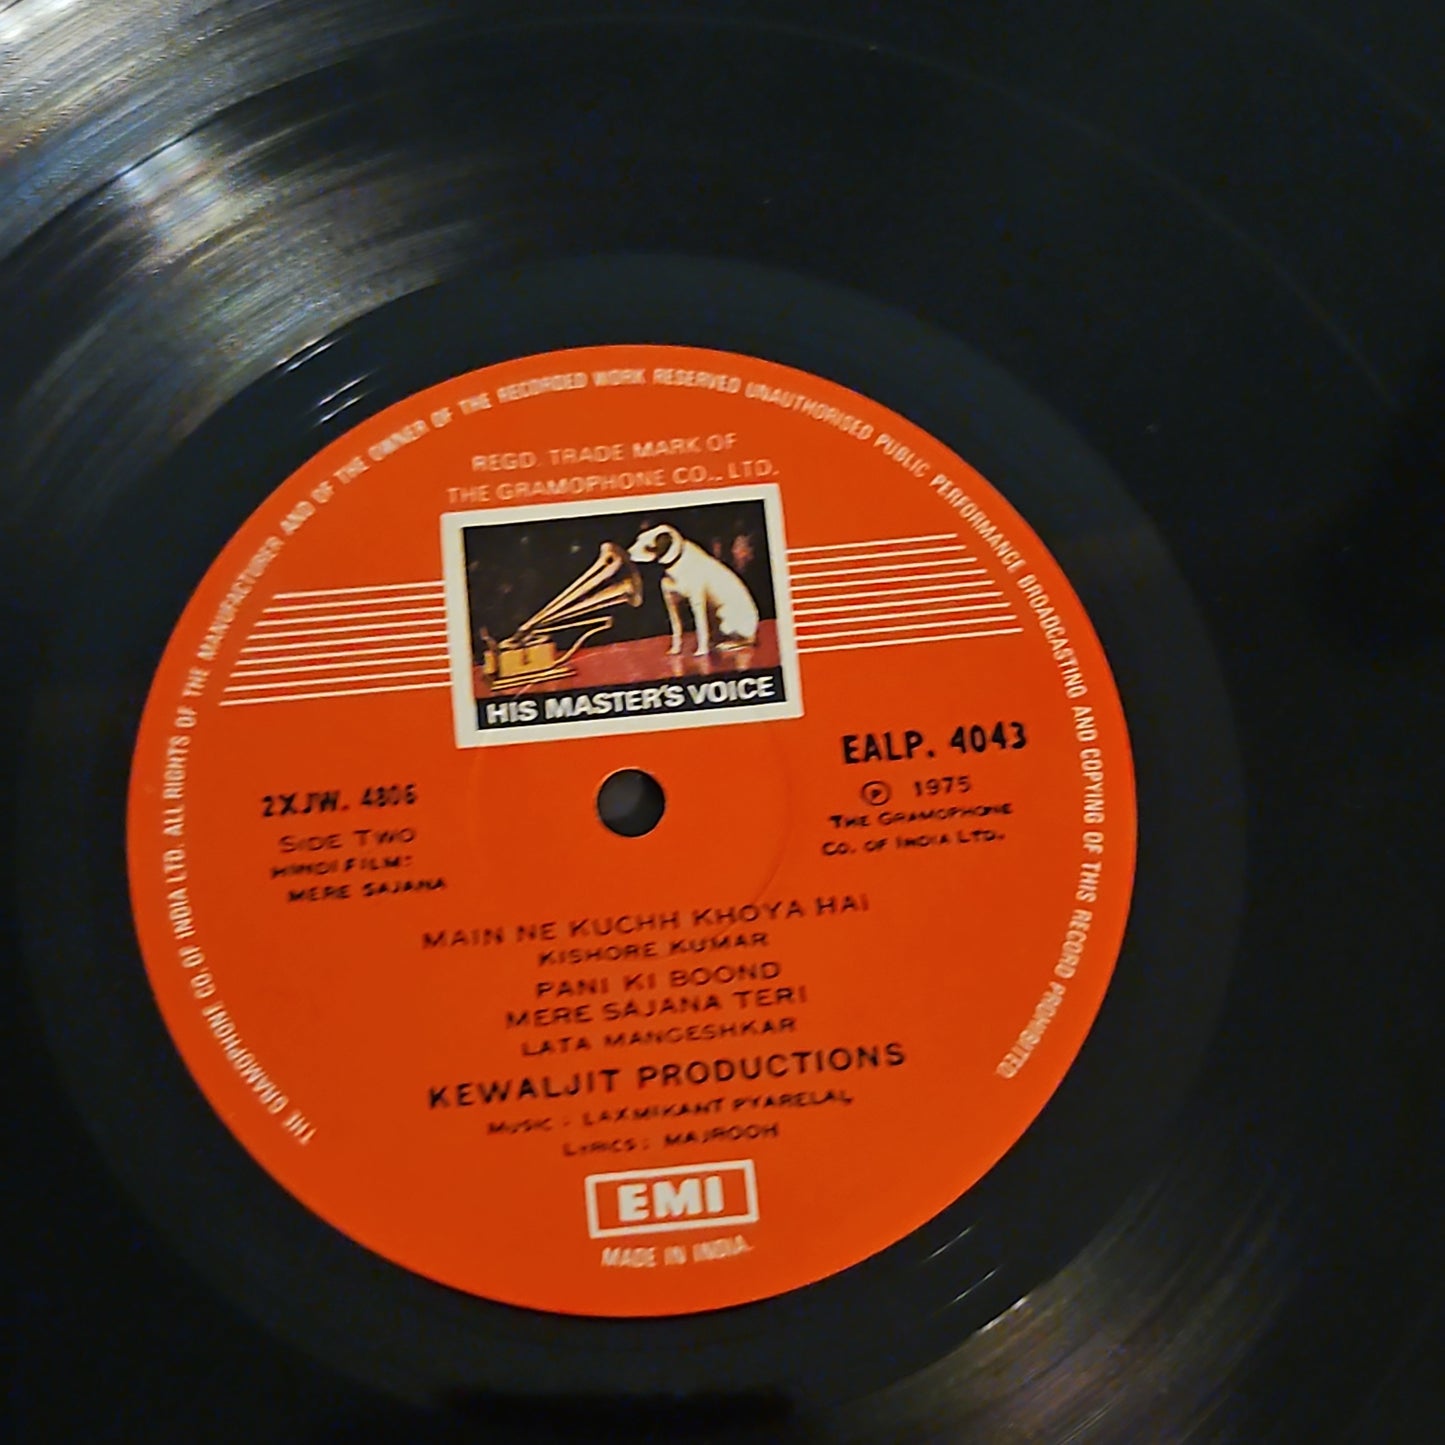 THE GRAMOPHONE CO. OF INDIA LTD. ALL RIGHTS OF THE MANUFACTURER AND OF THE OWNER OF THE RECORDED WORK RESERVED UNAUTHORISED PUBLIC PERFORMANCE BROADCASTING AND COPYING OF THIS RECORD PROHIBITED.
REGD. TRADE MARK OF
THE GRAMOPHONE CO., LTD.
HIS MASTER'S VOICE
EALP. 4043
℗ 1975
THE GRAMOPHONE
CO. OF INDIA LTD.
2XJW. 4806
SIDE TWO
HINDI FILM:
MERE SAJANA
MAIN NE KUCHH KHOYA HAI
KISHORE KUMAR
PANI KI BOOND
MERE SAJANA TERI
LATA MANGESHKAR
KEWALJIT PRODUCTIONS
MUSIC : LAXMIKANT PYARELAL
LYRICS : MAJROOH
EMI
MADE IN INDIA.